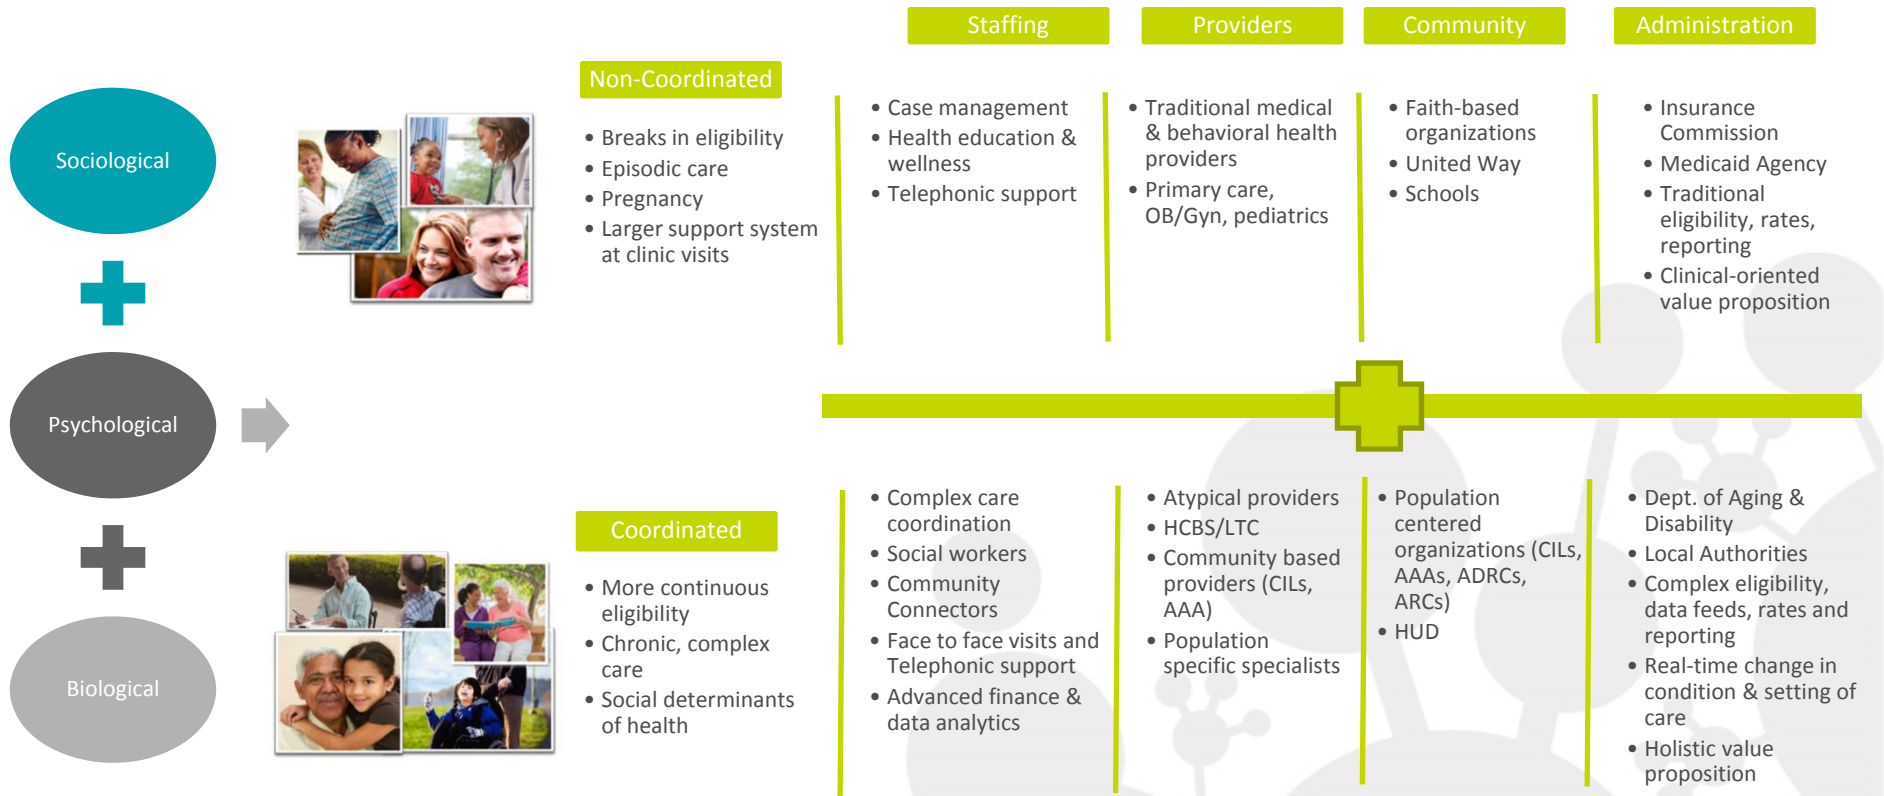 Staffing
Providers
Community
Administration
Sociological
Psychological
Biological
Non-Coordinated
• Breaks in eligibility
• Episodic care
• Pregnancy
• Larger support system
at clinic visits
• Case management
• Health education &
wellness
• Telephonic support
• Traditional medical
& behavioral health
providers
• Primary care,
OB/Gyn, pediatrics
• Faith-based
organizations
• United Way
• Schools
• Insurance
Commission
• Medicaid Agency
• Traditional
eligibility, rates,
reporting
• Clinical-oriented
value proposition
Coordinated
• More continuous
eligibility
• Chronic, complex
care
• Social determinants
of health
• Complex care
coordination
• Social workers
• Community
Connectors
• Face to face visits and
Telephonic support
• Advanced finance &
data analytics
• Atypical providers
• HCBS/LTC
• Community based
providers (CILs,
AAA)
• Population
specific specialists
• Population
centered
organizations (CILs,
AAAs, ADRCs,
ARCs)
• HUD
• Dept. of Aging &
Disability
• Local Authorities
• Complex eligibility,
data feeds, rates and
reporting
• Real-time change in
condition & setting of
care
• Holistic value
proposition